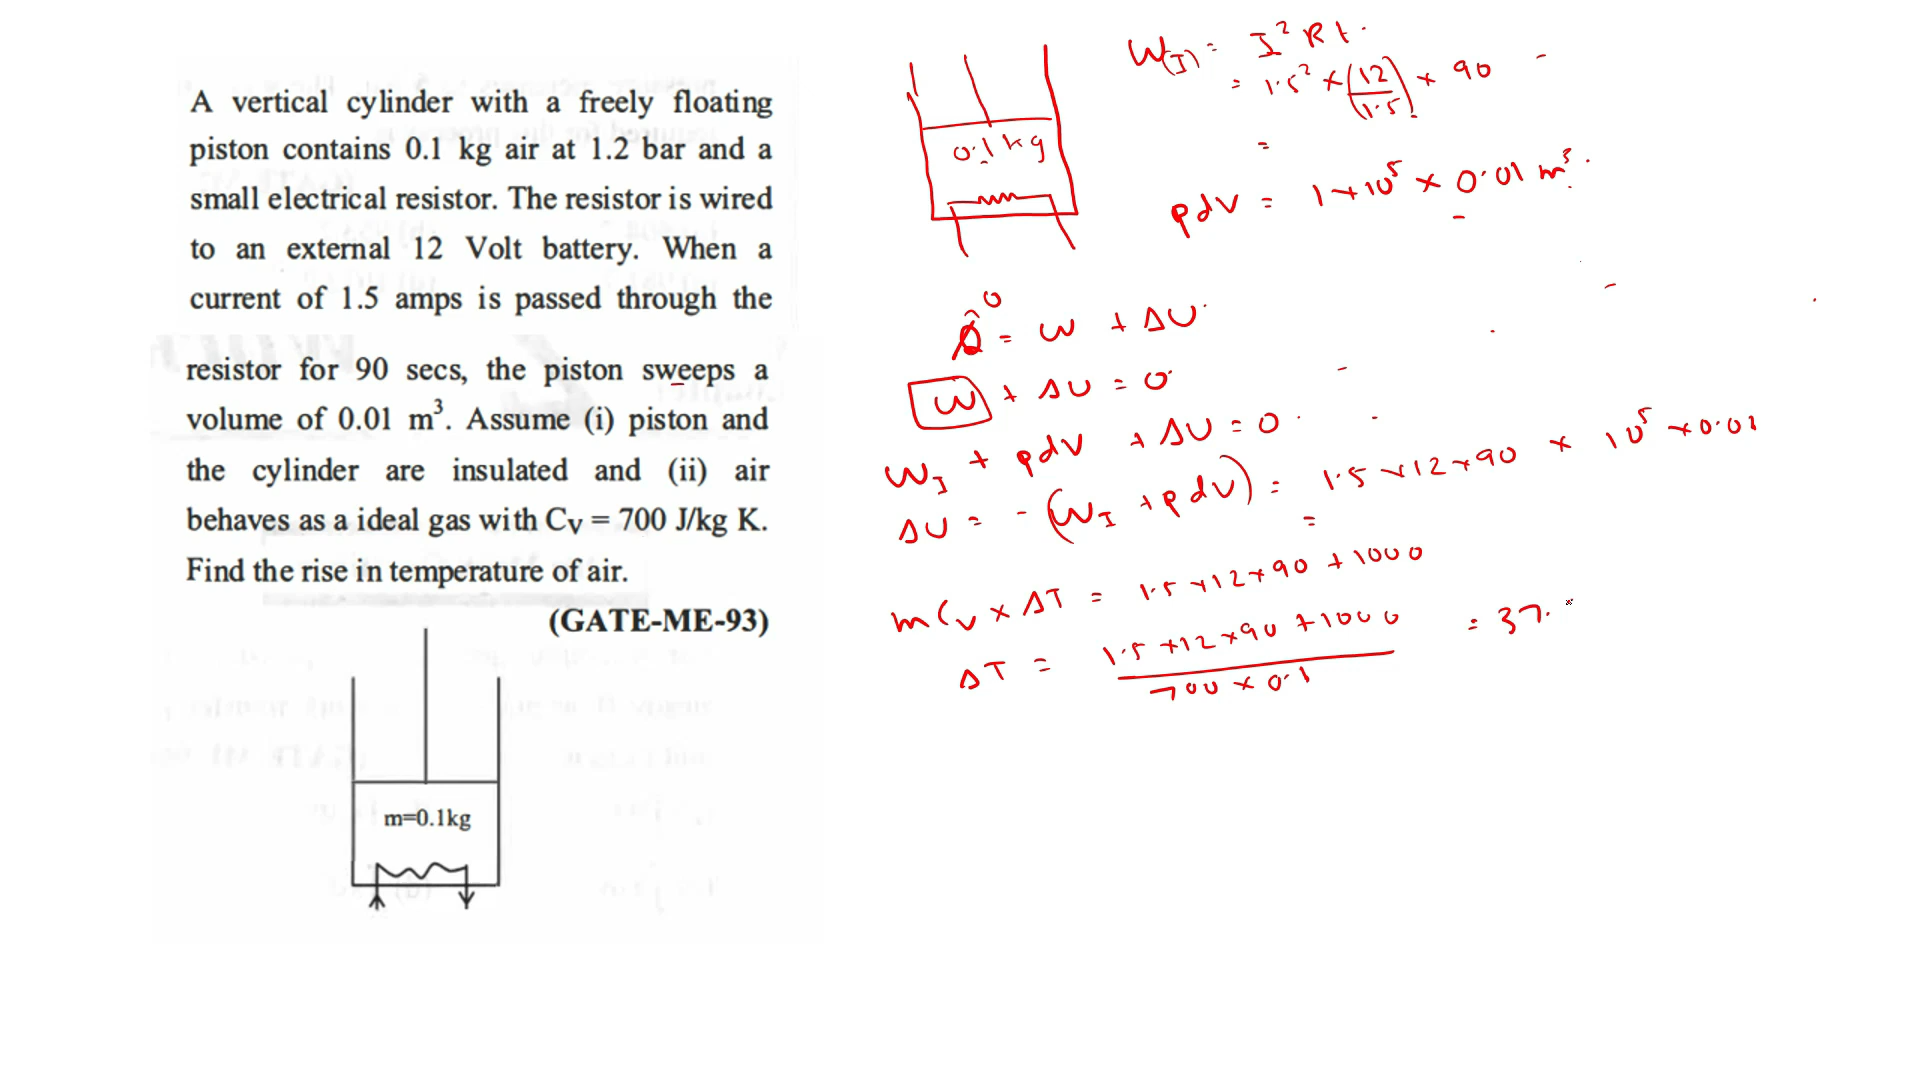 A vertical cylinder with a freely floating
piston contains 0.1 kg air at 1.2 bar and a
small electrical resistor. The resistor is wired
to an external 12 Volt battery. When a
current of 1.5 amps is passed through the
resistor for 90 secs, the piston sweeps a
volume of 0.01 m³. Assume (i) piston and
the cylinder are insulated and (ii) air
behaves as a ideal gas with Cv = 700 J/kg K.
Find the rise in temperature of air.
(GATE-ME-93)
m=0.1kg
0.1 kg
W(I) = I² R t.
= 1.5² × (12/1.5) × 90
=
pdV = 1 × 10⁵ × 0.01 m³.
Q = W + ΔU
0
W + ΔU = 0
W_I + pdV + ΔU = 0
ΔU = - (W_I + pdV) = 1.5 × 12 × 90 × 10⁵ × 0.01
=
mCv × ΔT = 1.5 × 12 × 90 + 1000
ΔT = 1.5 × 12 × 90 + 1000 / 700 × 0.1 = 37.